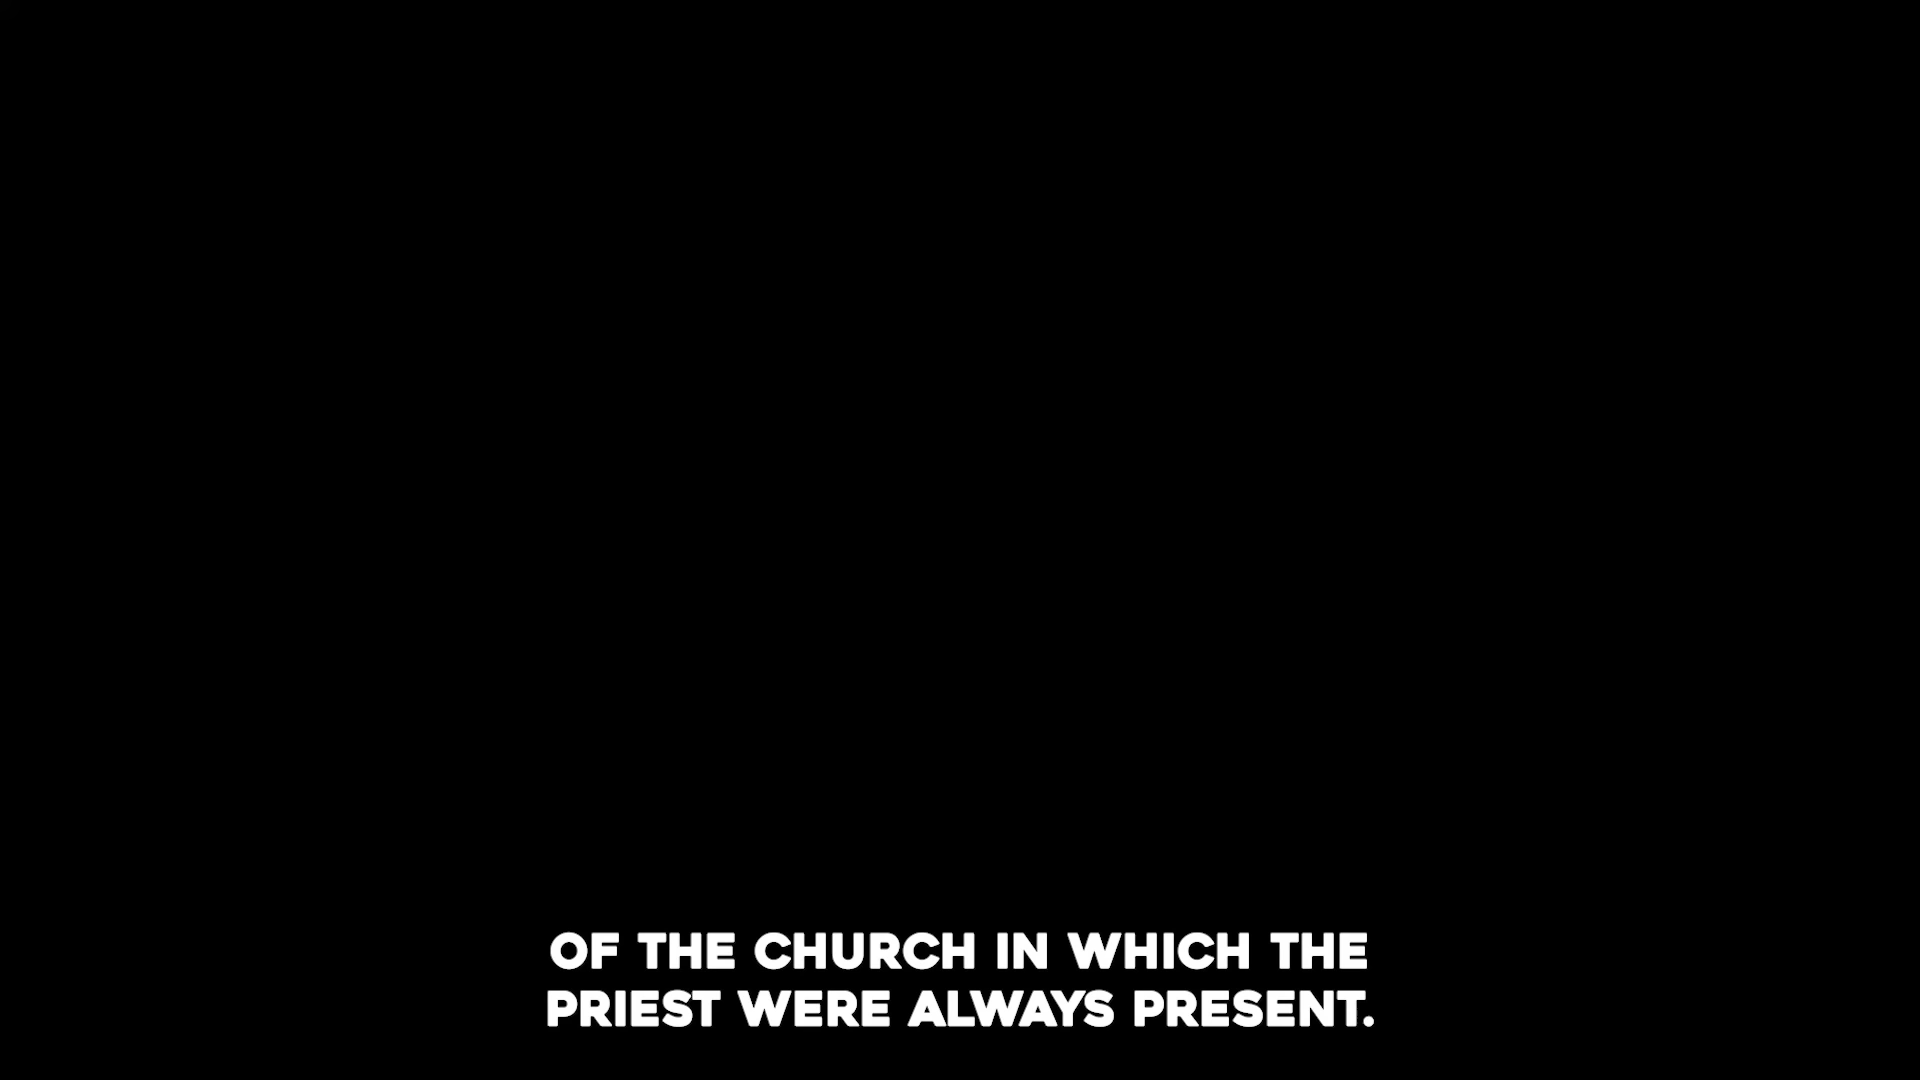 OF THE CHURCH IN WHICH THE
PRIEST WERE ALWAYS PRESENT.